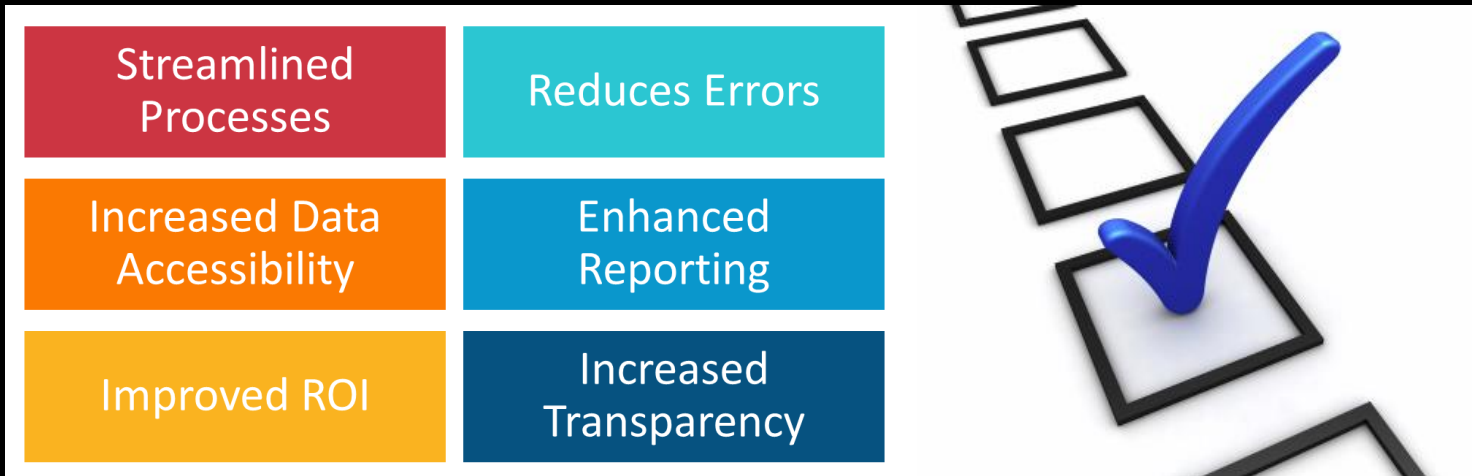 Streamlined
Processes
Reduces Errors
Increased Data
Accessibility
Enhanced
Reporting
Improved ROI
Increased
Transparency